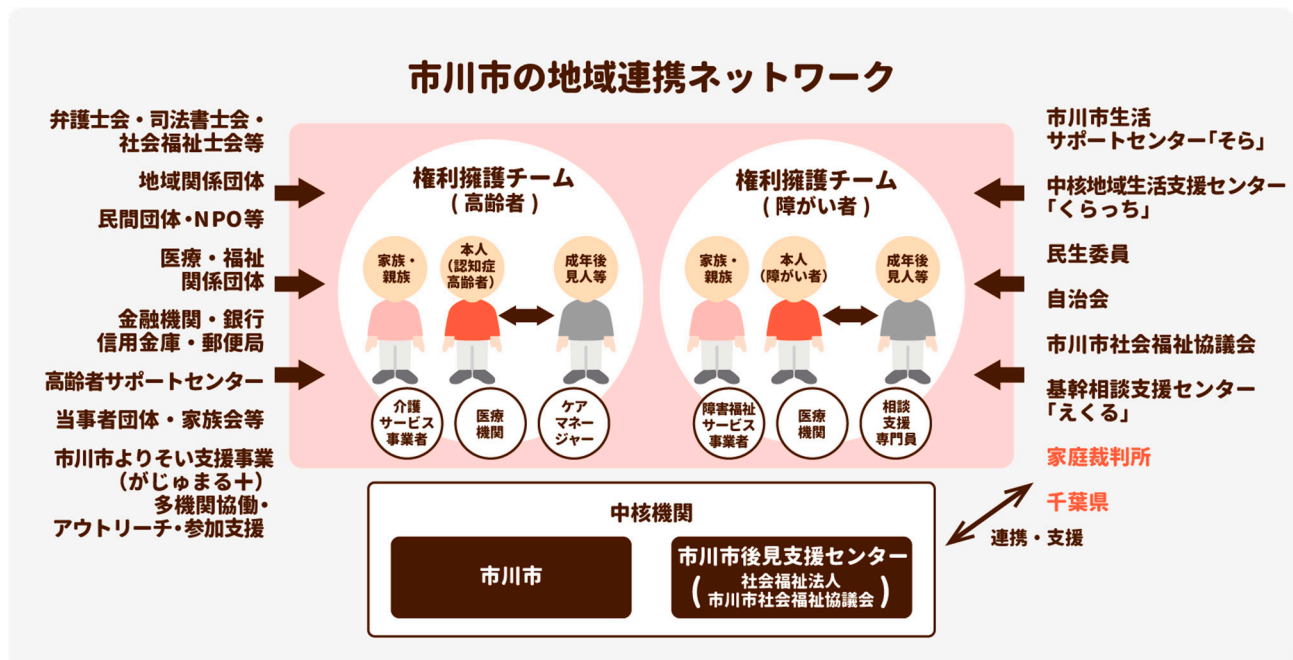 市川市の地域連携ネットワーク
弁護士会・司法書士会・
社会福祉士会等
地域関係団体
民間団体・NPO等
医療・福祉
関係団体
金融機関・銀行
信用金庫・郵便局
高齢者サポートセンター
当事者団体・家族会等
市川市よりそい支援事業
（がじゅまる＋）
多機関協働・
アウトリーチ・参加支援
権利擁護チーム
(高齢者)
家族・
親族
本人
（認知症
高齢者）
成年後
見人等
介護
サービス
事業者
医療
機関
ケア
マネー
ジャー
権利擁護チーム
(障がい者)
家族・
親族
本人
（障がい者）
成年後
見人等
障害福祉
サービス
事業者
医療
機関
相談
支援
専門員
市川市生活
サポートセンター「そら」
中核地域生活支援センター
「くらっち」
民生委員
自治会
市川市社会福祉協議会
基幹相談支援センター
「えくる」
家庭裁判所
千葉県
連携・支援
中核機関
市川市
市川市後見支援センター
(社会福祉法人
市川市社会福祉協議会)